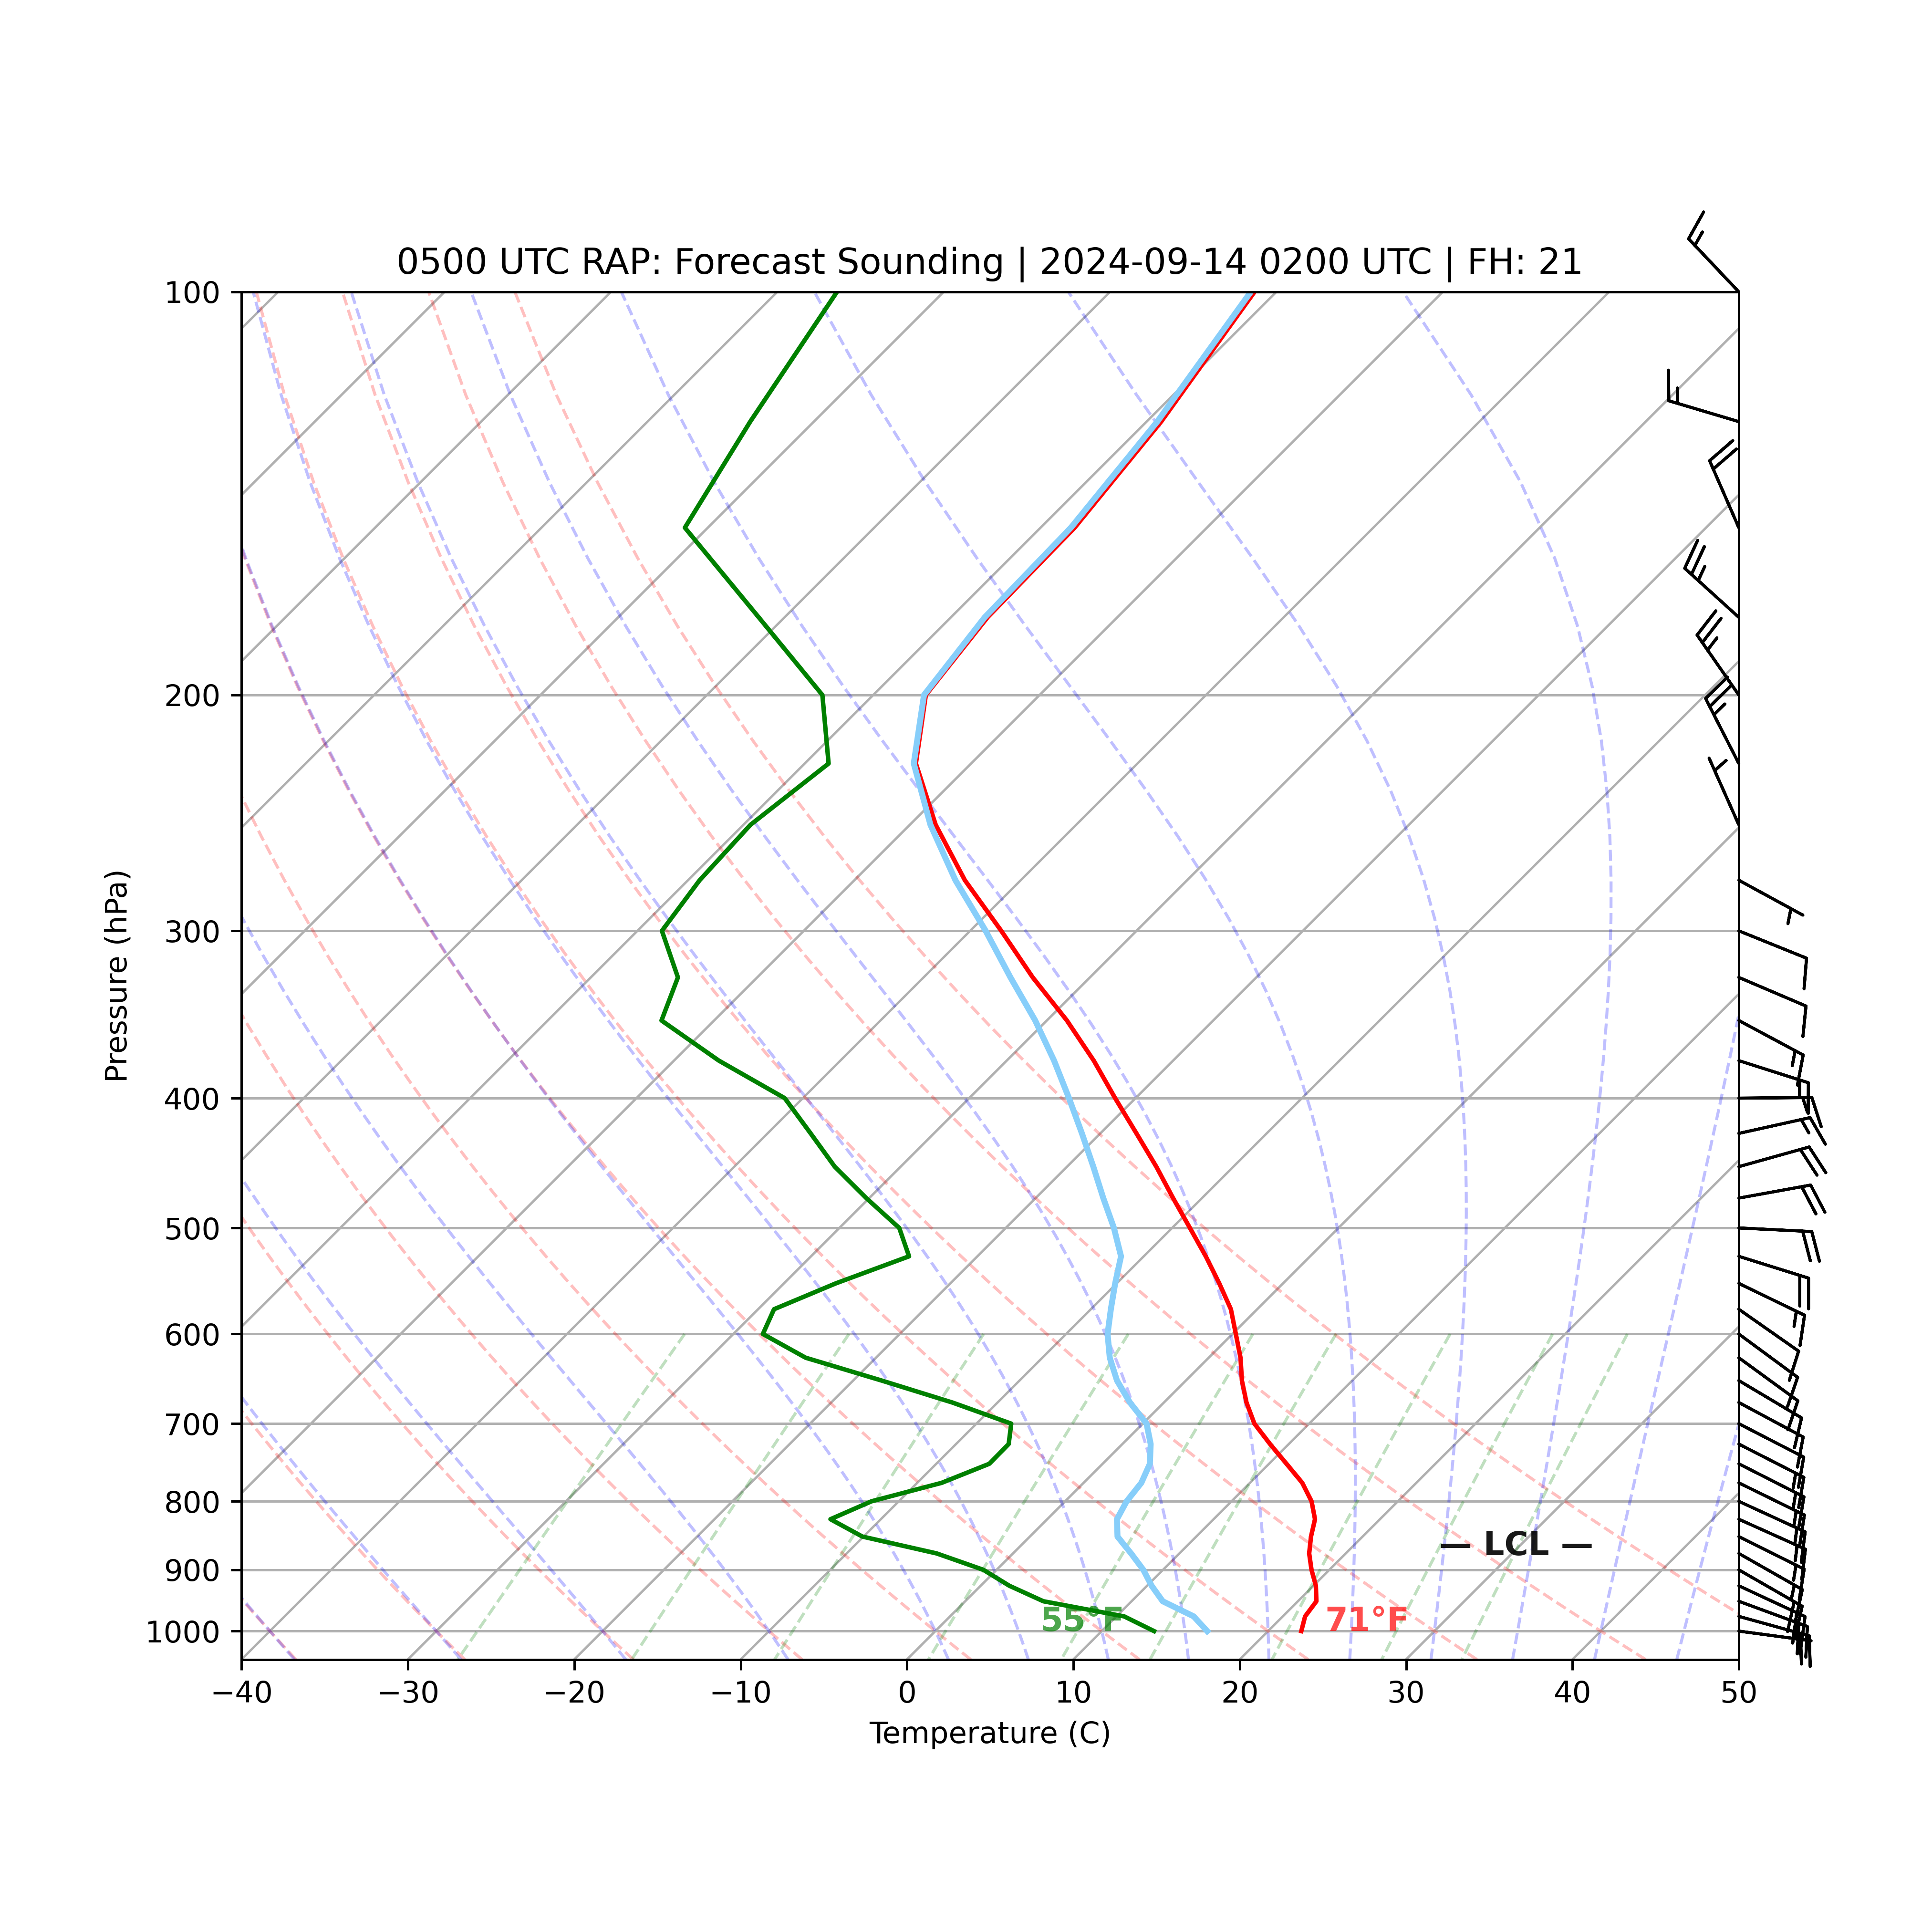 0500 UTC RAP: Forecast Sounding | 2024-09-14 0200 UTC | FH: 21
100
200
300
400
500
600
700
800
900
1000
Pressure (hPa)
— LCL —
55°F
71°F
−40 −30 −20 −10 0 10 20 30 40 50
Temperature (C)